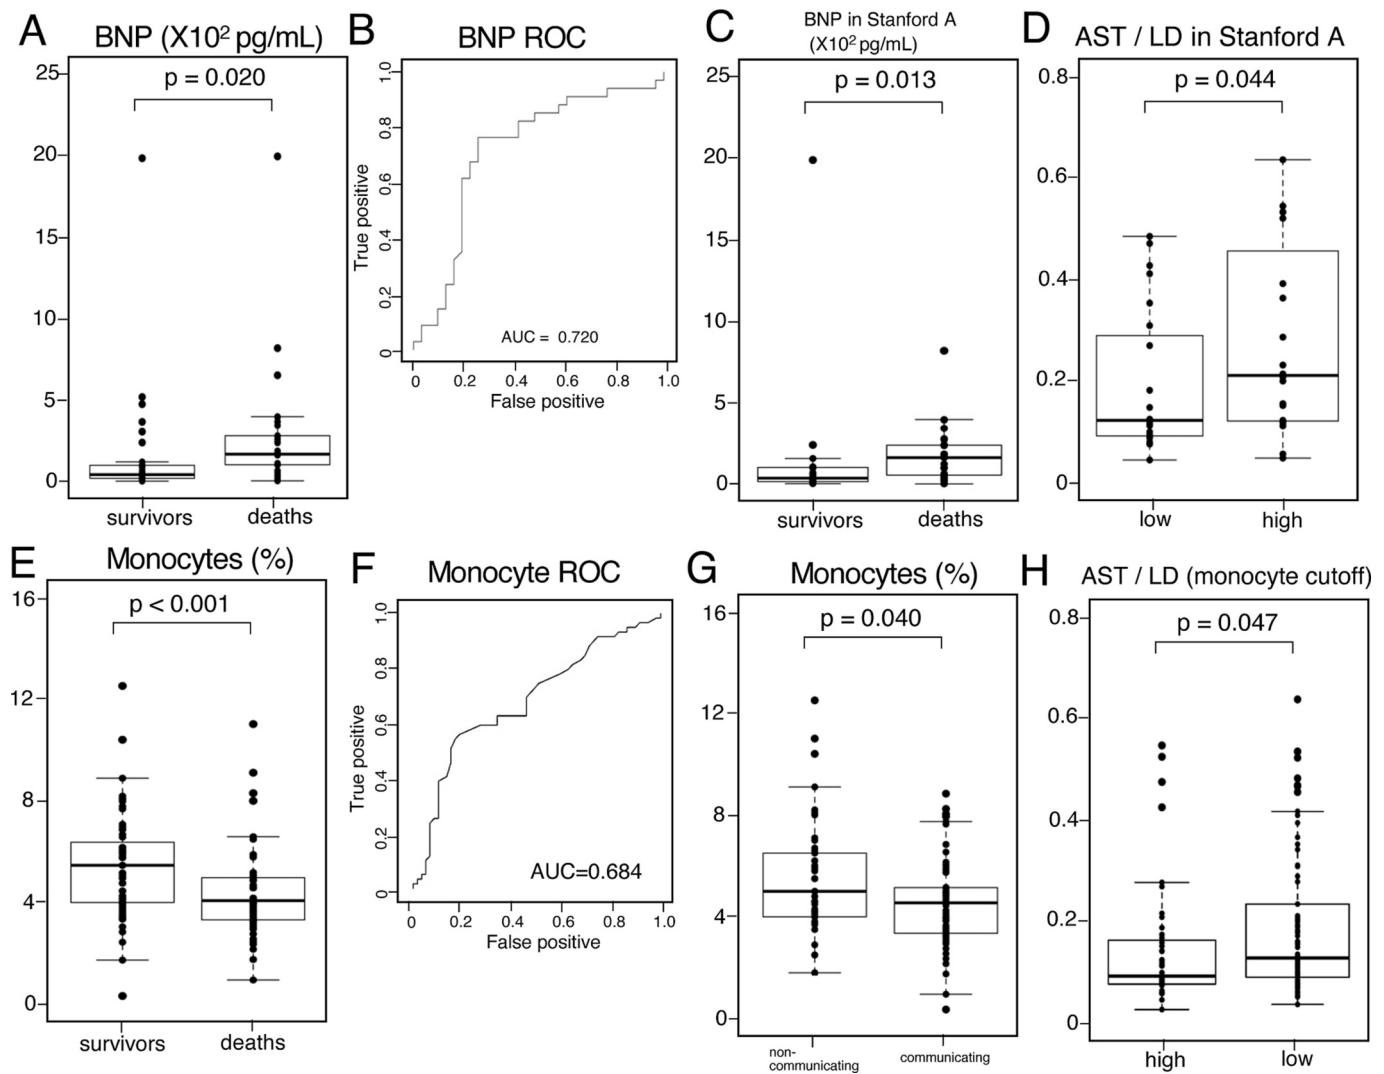 A
BNP (X10² pg/mL)
p = 0.020
25
20
15
10
5
0
survivors
deaths
B
BNP ROC
True positive
1.0
0.8
0.6
0.4
0.2
0
AUC = 0.720
0
0.2
0.4
0.6
0.8
1.0
False positive
C
BNP in Stanford A
(X10² pg/mL)
p = 0.013
25
20
15
10
5
0
survivors
deaths
D
AST / LD in Stanford A
p = 0.044
0.8
0.6
0.4
0.2
0
low
high
E
Monocytes (%)
p < 0.001
16
12
8
4
0
survivors
deaths
F
Monocyte ROC
True positive
1.0
0.8
0.6
0.4
0.2
0
AUC=0.684
0
0.2
0.4
0.6
0.8
1.0
False positive
G
Monocytes (%)
p = 0.040
16
12
8
4
0
non-
communicating
communicating
H
AST / LD (monocyte cutoff)
p = 0.047
0.8
0.6
0.4
0.2
0
high
low